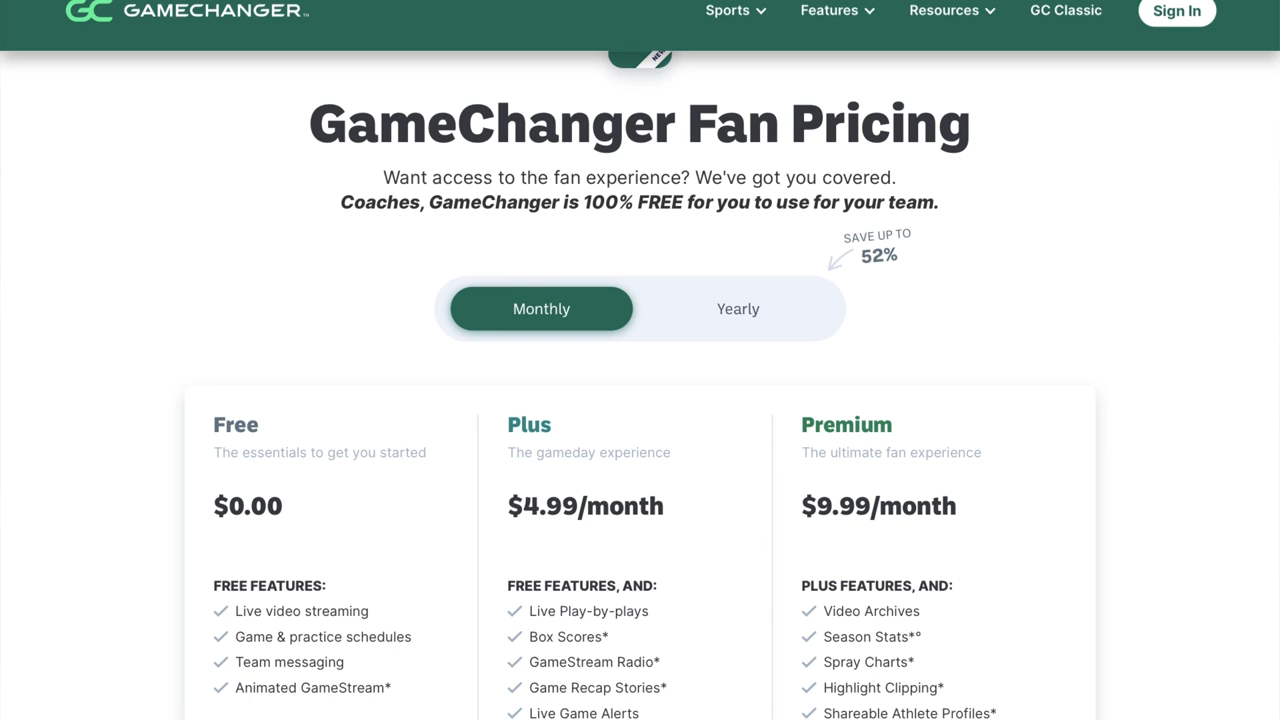 GC GAMECHANGER™ Sports Features Resources GC Classic Sign In
NEW
GameChanger Fan Pricing
Want access to the fan experience? We've got you covered.
Coaches, GameChanger is 100% FREE for you to use for your team.
SAVE UP TO
52%
Monthly Yearly
Free
The essentials to get you started
$0.00
FREE FEATURES:
Live video streaming
Game & practice schedules
Team messaging
Animated GameStream*
Plus
The gameday experience
$4.99/month
FREE FEATURES, AND:
Live Play-by-plays
Box Scores*
GameStream Radio*
Game Recap Stories*
Live Game Alerts
Premium
The ultimate fan experience
$9.99/month
PLUS FEATURES, AND:
Video Archives
Season Stats*°
Spray Charts*
Highlight Clipping*
Shareable Athlete Profiles*